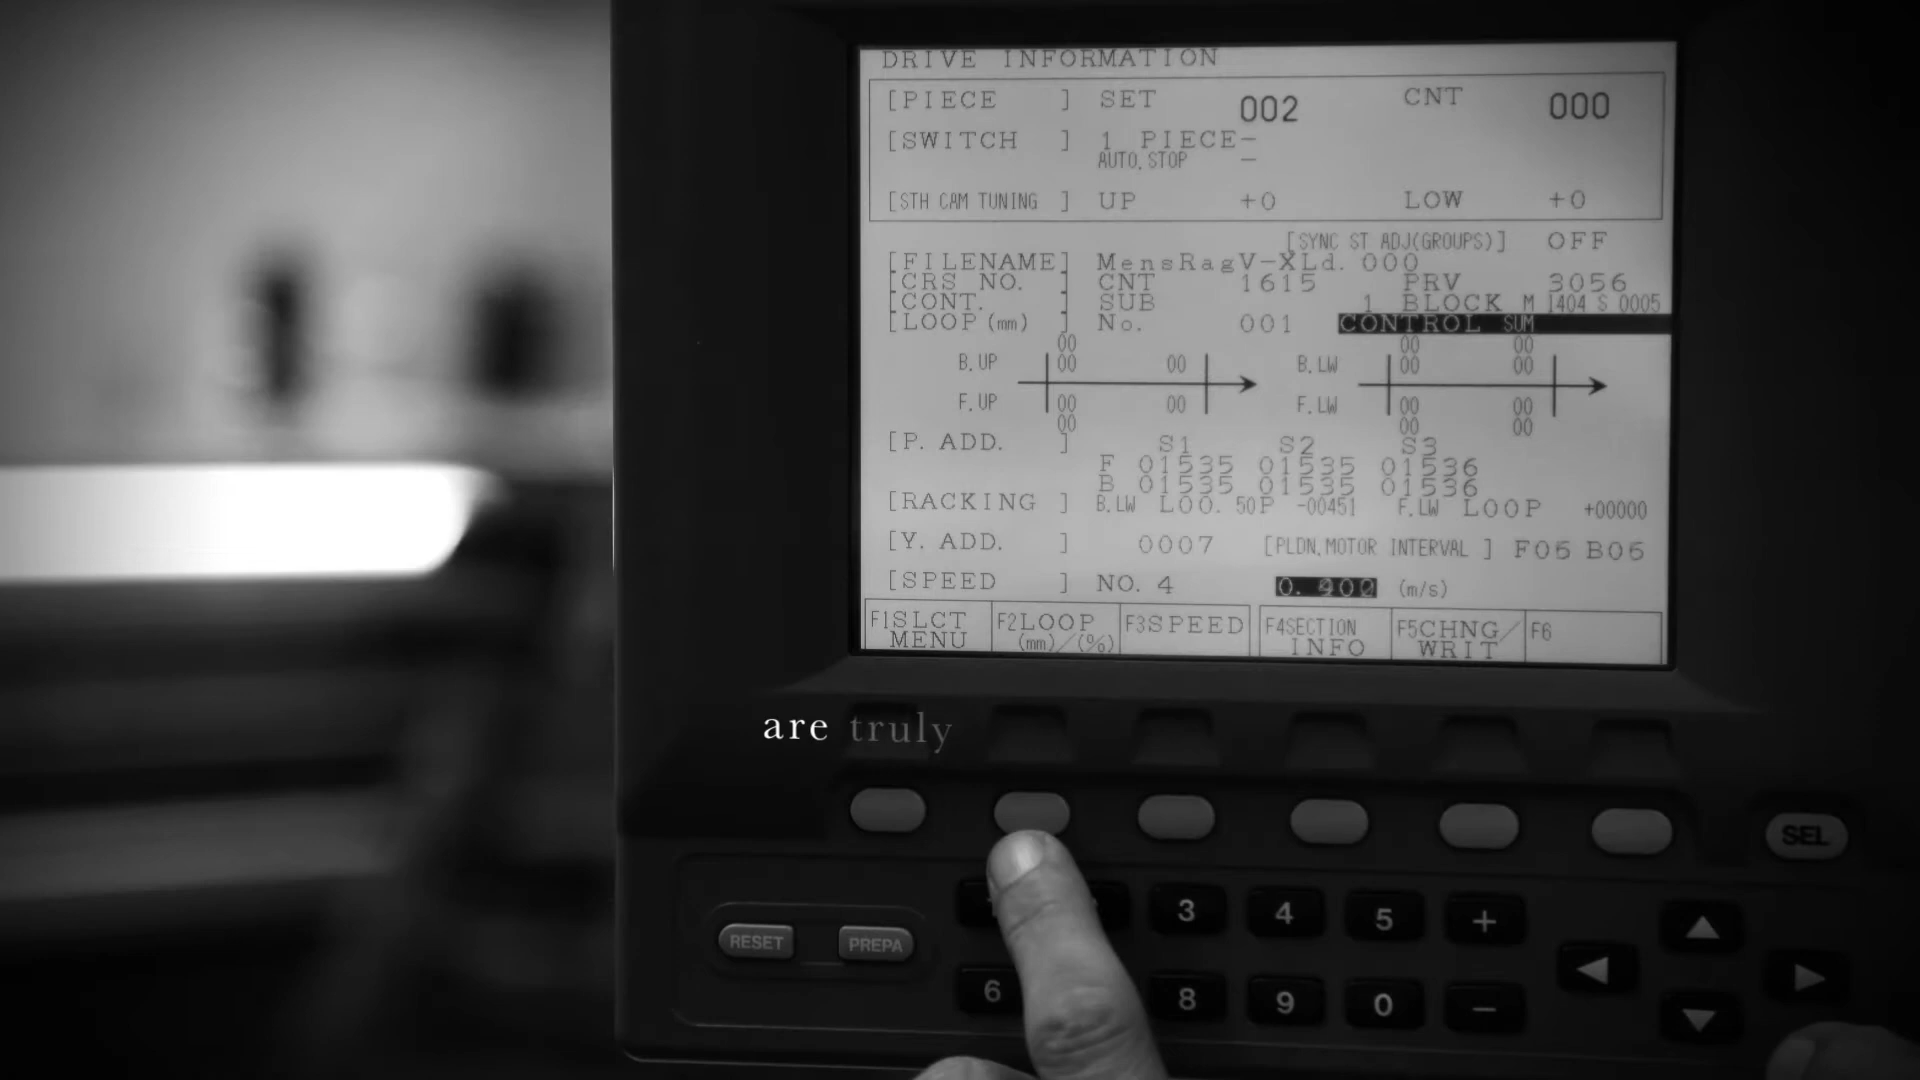 DRIVE INFORMATION
[PIECE ] SET 002 CNT 000
[SWITCH ] 1 PIECE-
AUTO.STOP -
[STH CAM TUNING ] UP +0 LOW +0
[SYNC ST ADJ(GROUPS)] OFF
[FILENAME] MensRagV-XLd. 000
[CRS NO. ] CNT 1615 PRV 3056
[CONT. ] SUB 1 BLOCK M 1404 S 0005
[LOOP(mm) ] No. 001 CONTROL SUM
00 00 00
B.UP 00 00 B.LW 00 00
F.UP 00 00 F.LW 00 00
00 00 00
[P. ADD. ] S1 S2 S3
F 01535 01535 01536
B 01535 01535 01536
[RACKING ] B.LW LOO. 50P -00451 F.LW LOOP +00000
[Y. ADD. ] 0007 [PLDN.MOTOR INTERVAL ] F05 B05
[SPEED ] NO. 4 (m/s)
F1SLCT MENU F2LOOP (mm)/(%) F3SPEED F4SECTION INFO F5CHNG/ WRIT F6
are truly
SEL
RESET PREPA
3 4 5 +
6 8 9 0 -